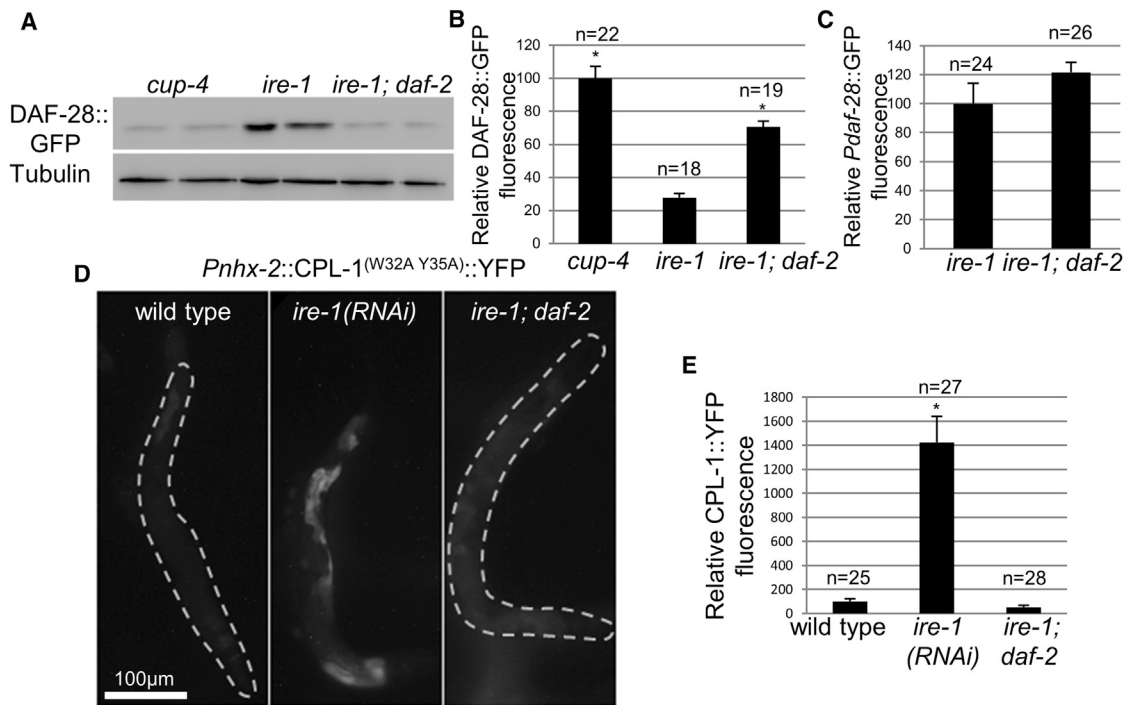 A
cup-4 ire-1 ire-1; daf-2
DAF-28::
GFP
Tubulin
B
Relative DAF-28::GFP
fluorescence
120
100
80
60
40
20
0
n=22
*
n=18
n=19
*
cup-4 ire-1 ire-1; daf-2
C
Relative Pdaf-28::GFP
fluorescence
140
120
100
80
60
40
20
0
n=24
n=26
ire-1 ire-1; daf-2
D
Pnhx-2::CPL-1(W32A Y35A)::YFP
wild type
ire-1(RNAi)
ire-1; daf-2
100µm
E
Relative CPL-1::YFP
fluorescence
1800
1600
1400
1200
1000
800
600
400
200
0
n=25
n=27
*
n=28
wild type
ire-1
(RNAi)
ire-1;
daf-2